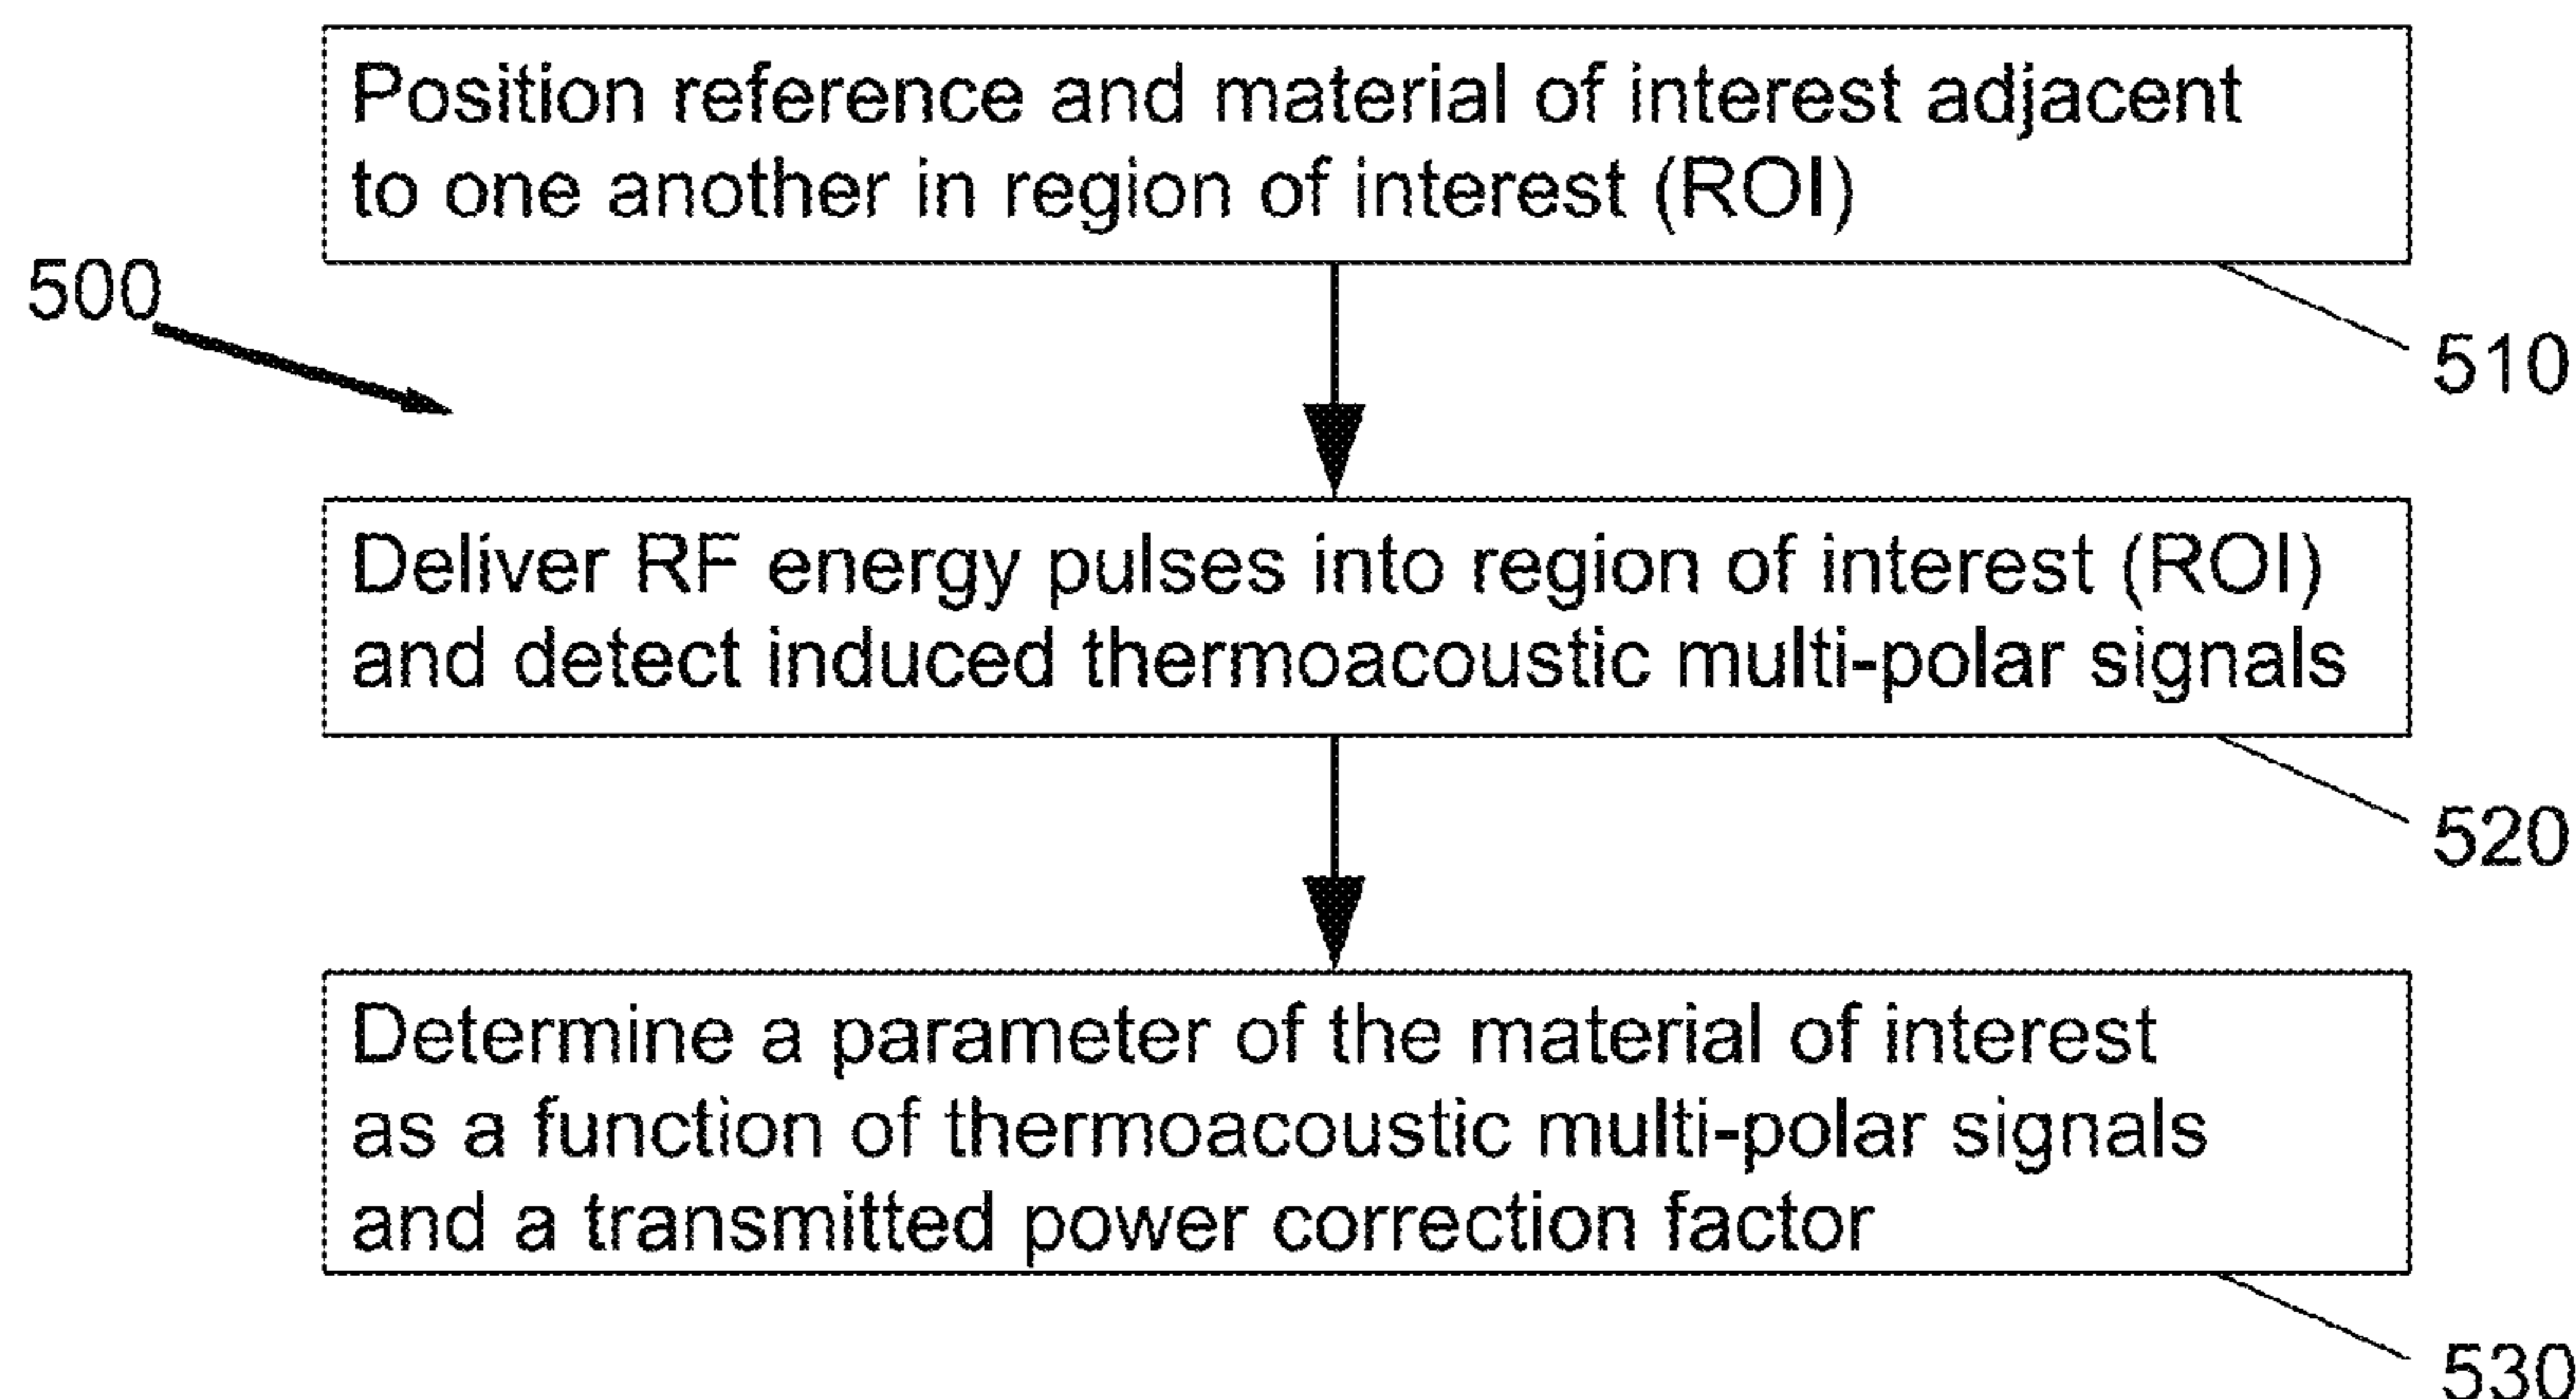 Position reference and material of interest adjacent
to one another in region of interest (ROI)
500
510
Deliver RF energy pulses into region of interest (ROI)
and detect induced thermoacoustic multi-polar signals
520
Determine a parameter of the material of interest
as a function of thermoacoustic multi-polar signals
and a transmitted power correction factor
530